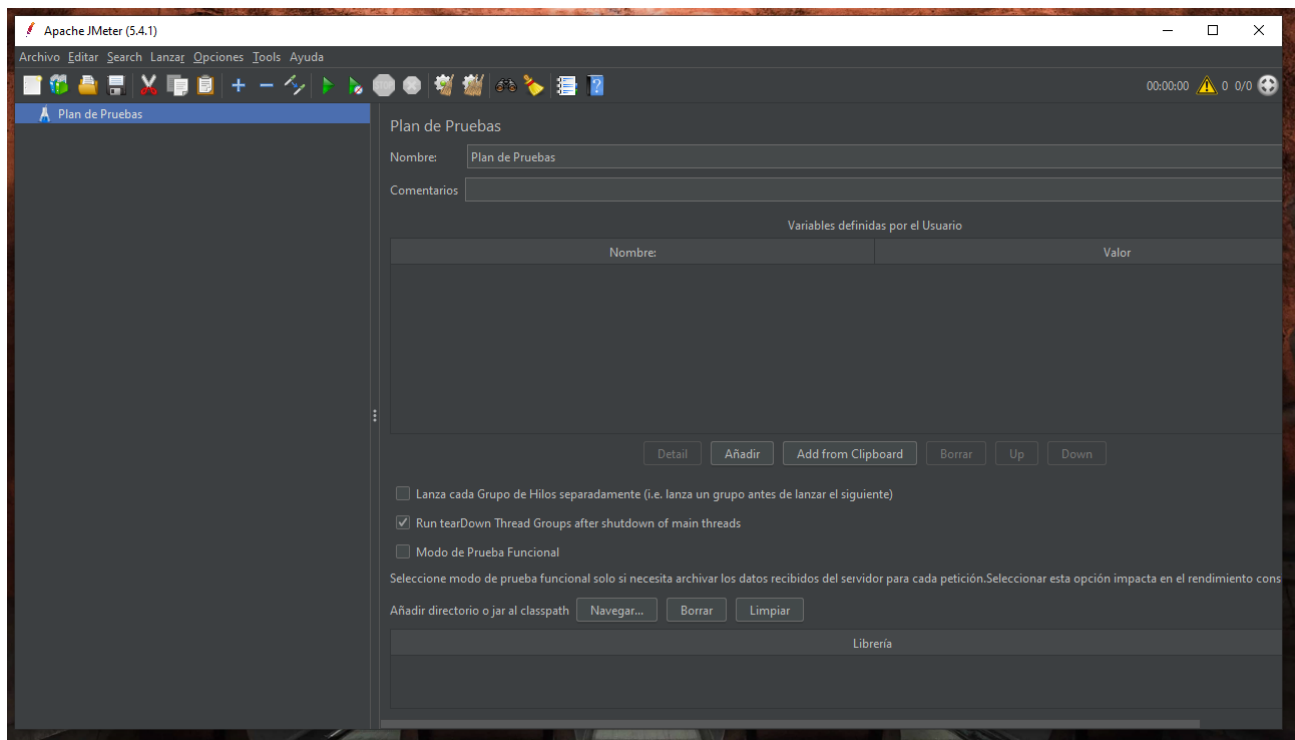 Apache JMeter (5.4.1)
Archivo Editar Search Lanzar Opciones Tools Ayuda
00:00:00 0 0/0
Plan de Pruebas
Plan de Pruebas
Nombre: Plan de Pruebas
Comentarios
Variables definidas por el Usuario
Nombre: Valor
Detail Añadir Add from Clipboard Borrar Up Down
Lanza cada Grupo de Hilos separadamente (i.e. lanza un grupo antes de lanzar el siguiente)
Run tearDown Thread Groups after shutdown of main threads
Modo de Prueba Funcional
Seleccione modo de prueba funcional solo si necesita archivar los datos recibidos del servidor para cada petición.Seleccionar esta opción impacta en el rendimiento cons
Añadir directorio o jar al classpath Navegar... Borrar Limpiar
Librería